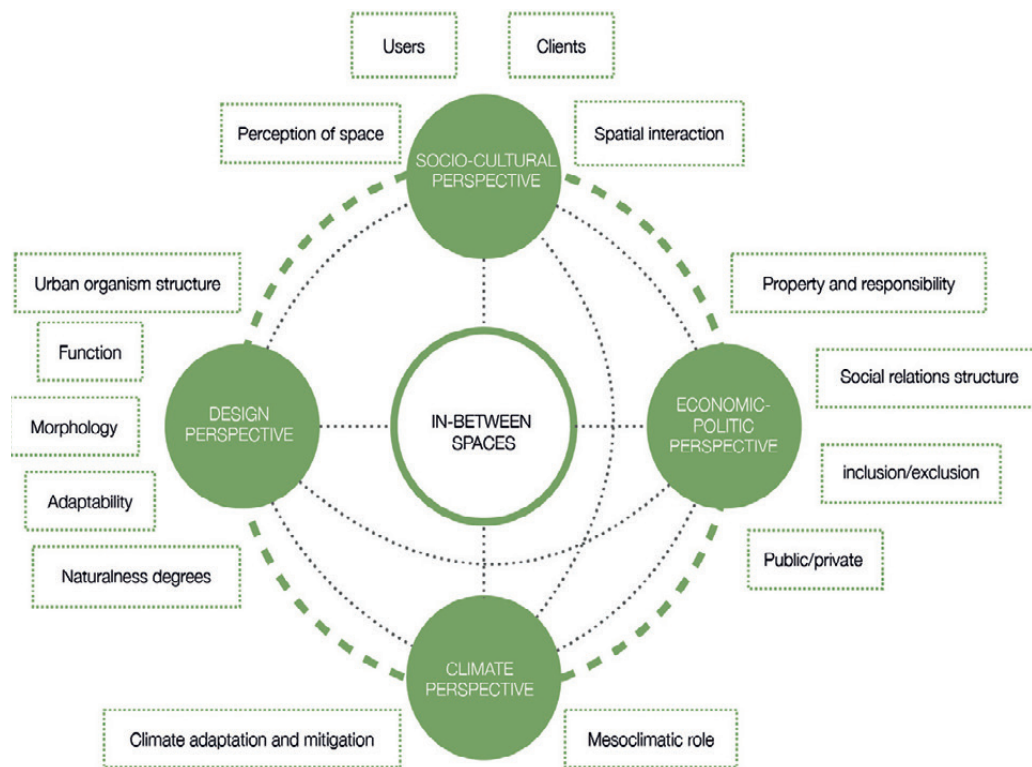 Users
Clients
Perception of space
Spatial interaction
SOCIO-CULTURAL
PERSPECTIVE
Urban organism structure
Property and responsibility
Function
Social relations structure
Morphology
DESIGN
PERSPECTIVE
IN-BETWEEN
SPACES
ECONOMIC-
POLITIC
PERSPECTIVE
inclusion/exclusion
Adaptability
Naturalness degrees
Public/private
CLIMATE
PERSPECTIVE
Climate adaptation and mitigation
Mesoclimatic role